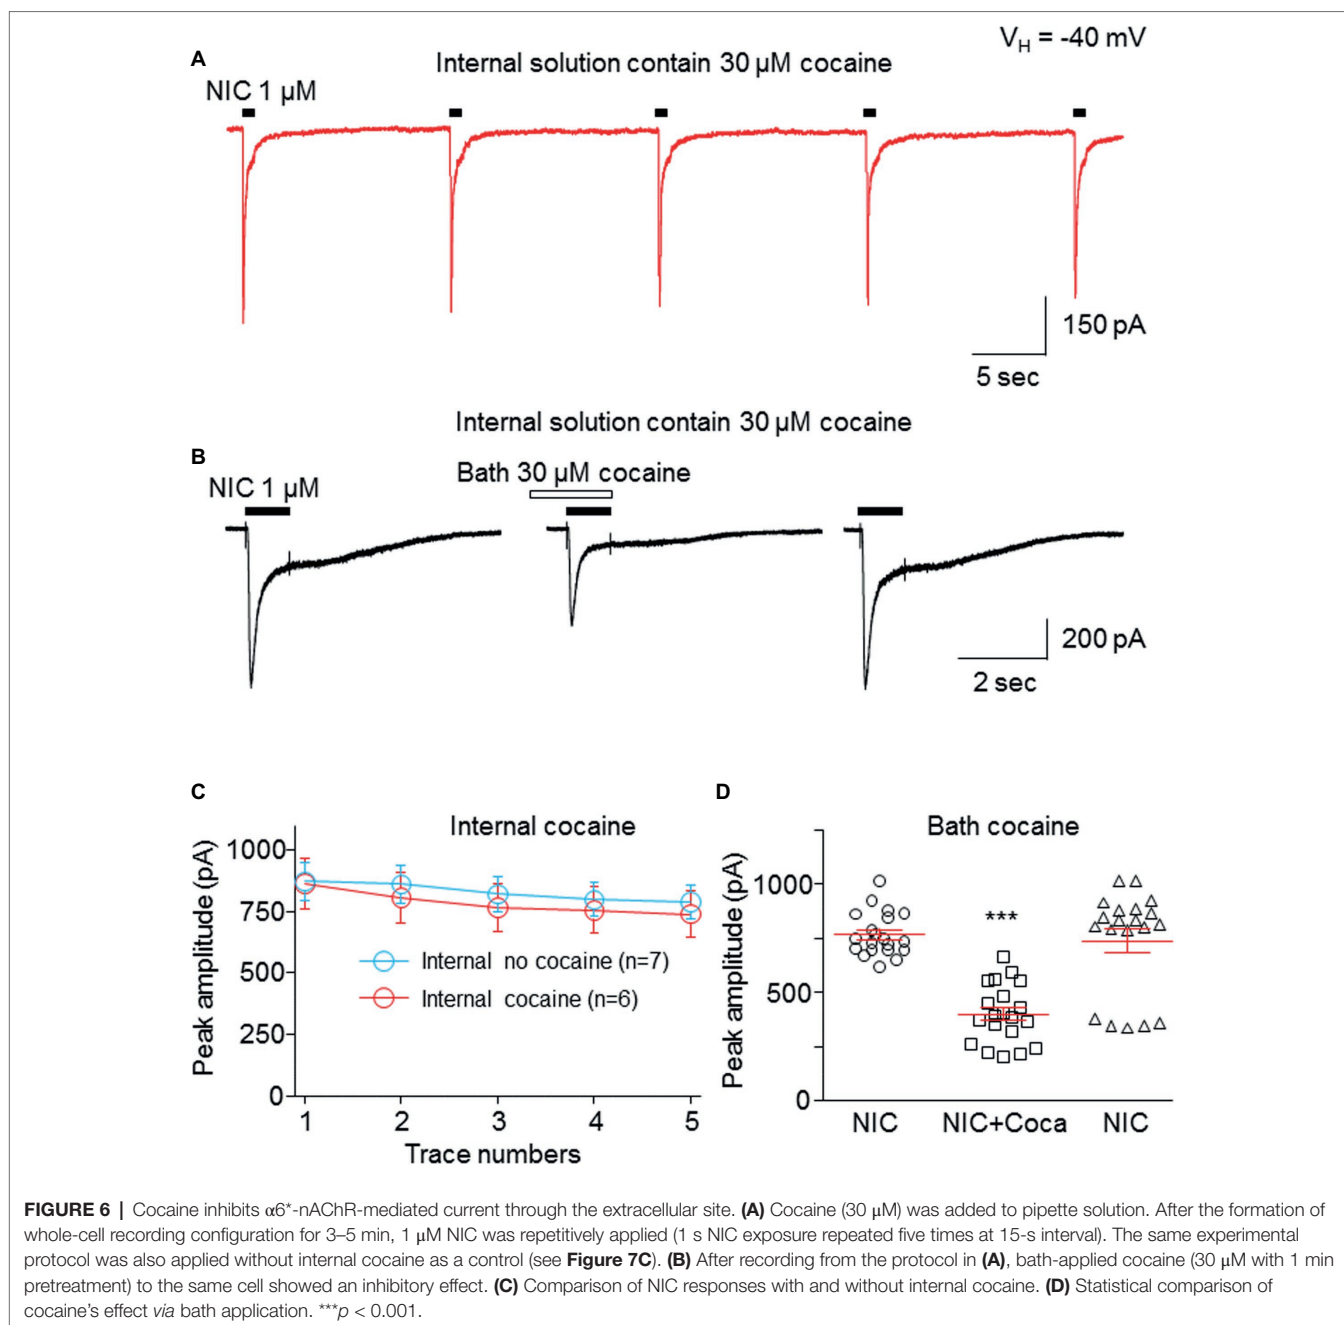 V_H = -40 mV
A
Internal solution contain 30 µM cocaine
NIC 1 µM
150 pA
5 sec
Internal solution contain 30 µM cocaine
B
Bath 30 µM cocaine
NIC 1 µM
200 pA
2 sec
C
Internal cocaine
Peak amplitude (pA)
1000
750
500
250
0
Internal no cocaine (n=7)
Internal cocaine (n=6)
1 2 3 4 5
Trace numbers
D
Bath cocaine
Peak amplitude (pA)
1000
500
0
***
NIC NIC+Coca NIC
FIGURE 6 | Cocaine inhibits α6*-nAChR-mediated current through the extracellular site. (A) Cocaine (30 μM) was added to pipette solution. After the formation of
whole-cell recording configuration for 3–5 min, 1 μM NIC was repetitively applied (1 s NIC exposure repeated five times at 15-s interval). The same experimental
protocol was also applied without internal cocaine as a control (see Figure 7C). (B) After recording from the protocol in (A), bath-applied cocaine (30 μM with 1 min
pretreatment) to the same cell showed an inhibitory effect. (C) Comparison of NIC responses with and without internal cocaine. (D) Statistical comparison of
cocaine's effect via bath application. ***p < 0.001.